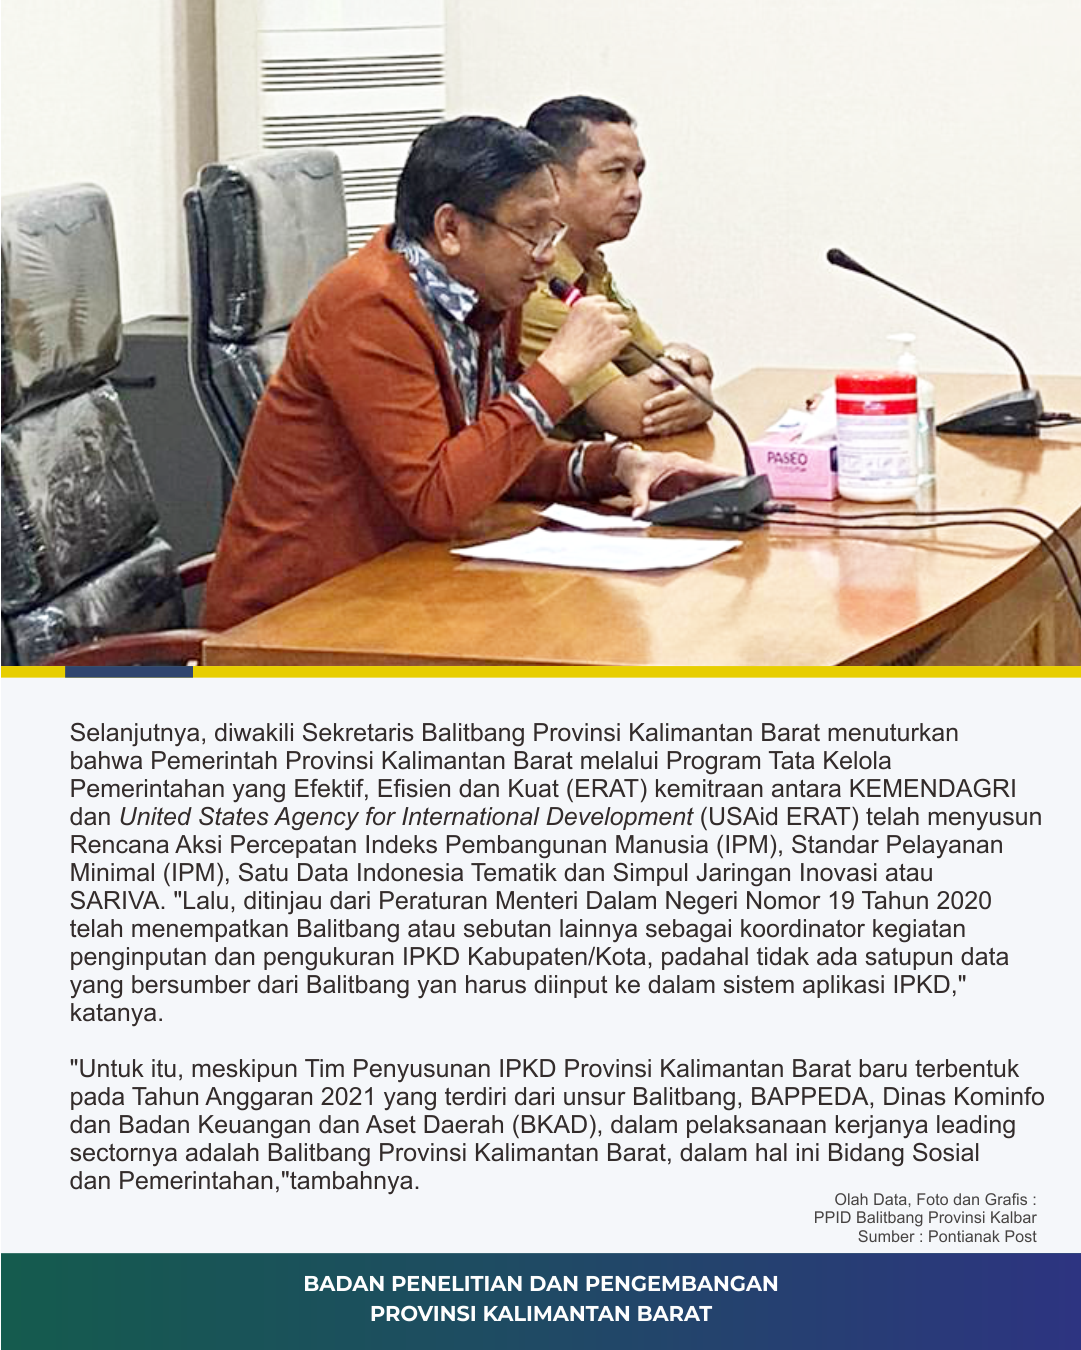 PASEO
Selanjutnya, diwakili Sekretaris Balitbang Provinsi Kalimantan Barat menuturkan
bahwa Pemerintah Provinsi Kalimantan Barat melalui Program Tata Kelola
Pemerintahan yang Efektif, Efisien dan Kuat (ERAT) kemitraan antara KEMENDAGRI
dan United States Agency for International Development (USAid ERAT) telah menyusun
Rencana Aksi Percepatan Indeks Pembangunan Manusia (IPM), Standar Pelayanan
Minimal (IPM), Satu Data Indonesia Tematik dan Simpul Jaringan Inovasi atau
SARIVA. "Lalu, ditinjau dari Peraturan Menteri Dalam Negeri Nomor 19 Tahun 2020
telah menempatkan Balitbang atau sebutan lainnya sebagai koordinator kegiatan
penginputan dan pengukuran IPKD Kabupaten/Kota, padahal tidak ada satupun data
yang bersumber dari Balitbang yan harus diinput ke dalam sistem aplikasi IPKD,"
katanya.
"Untuk itu, meskipun Tim Penyusunan IPKD Provinsi Kalimantan Barat baru terbentuk
pada Tahun Anggaran 2021 yang terdiri dari unsur Balitbang, BAPPEDA, Dinas Kominfo
dan Badan Keuangan dan Aset Daerah (BKAD), dalam pelaksanaan kerjanya leading
sectornya adalah Balitbang Provinsi Kalimantan Barat, dalam hal ini Bidang Sosial
dan Pemerintahan,"tambahnya.
Olah Data, Foto dan Grafis :
PPID Balitbang Provinsi Kalbar
Sumber : Pontianak Post
BADAN PENELITIAN DAN PENGEMBANGAN
PROVINSI KALIMANTAN BARAT